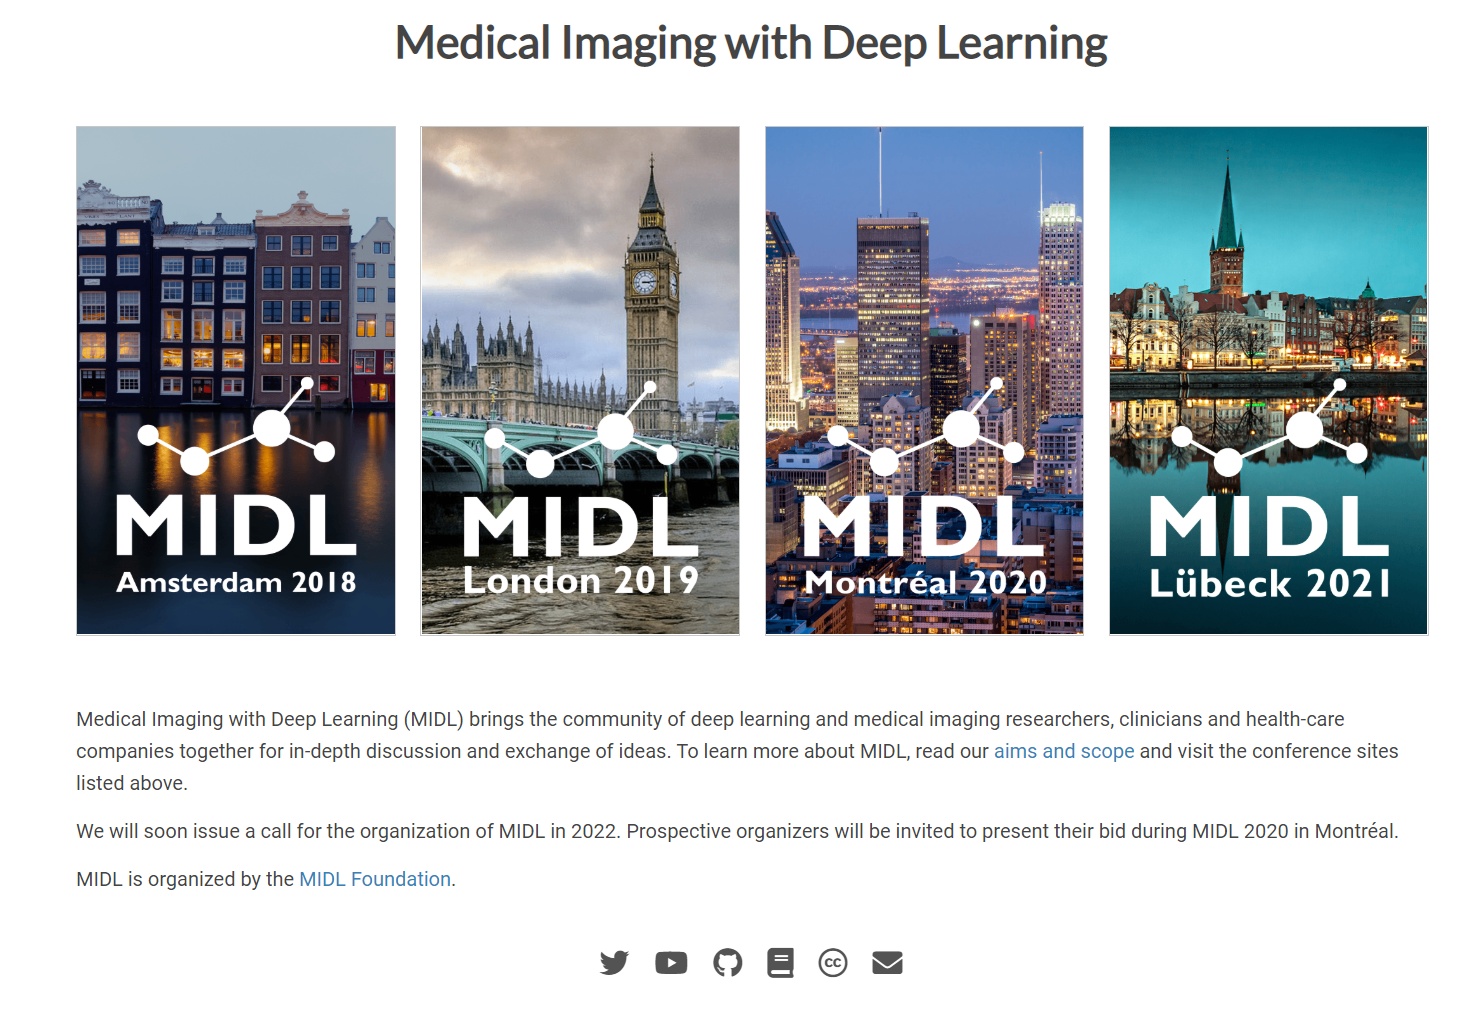 Medical Imaging with Deep Learning
MIDL
Amsterdam 2018
MIDL
London 2019
MIDL
Montréal 2020
MIDL
Lübeck 2021
Medical Imaging with Deep Learning (MIDL) brings the community of deep learning and medical imaging researchers, clinicians and health-care
companies together for in-depth discussion and exchange of ideas. To learn more about MIDL, read our aims and scope and visit the conference sites
listed above.
We will soon issue a call for the organization of MIDL in 2022. Prospective organizers will be invited to present their bid during MIDL 2020 in Montréal.
MIDL is organized by the MIDL Foundation.
cc